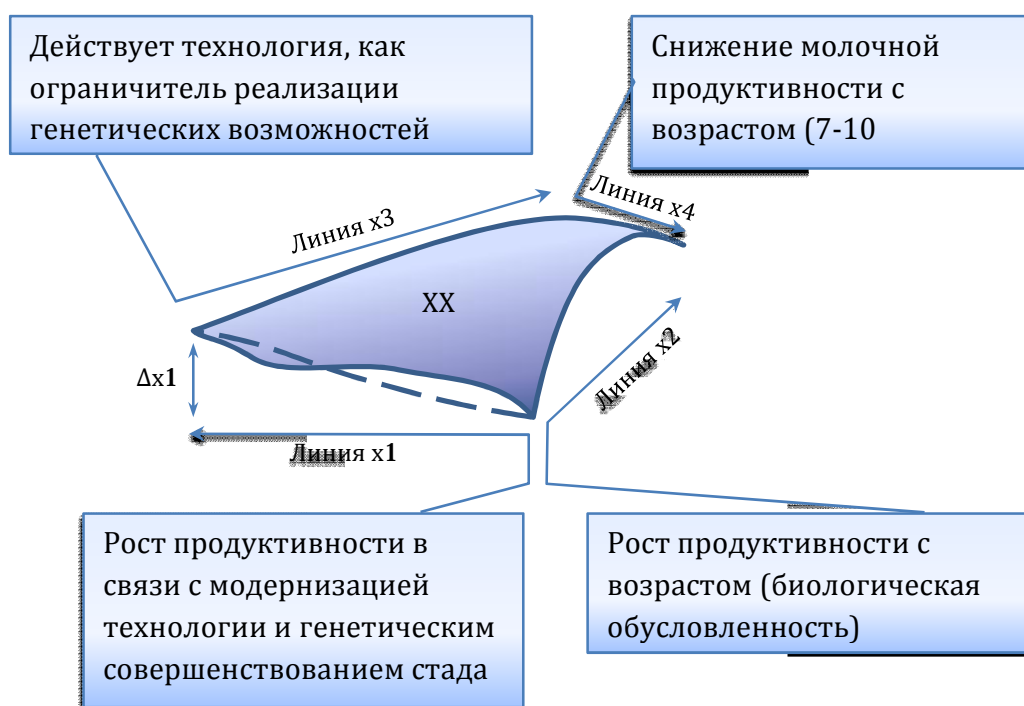 Действует технология, как
ограничитель реализации
генетических возможностей
Снижение молочной
продуктивности с
возрастом (7-10
Линия х3
Линия х4
XX
Δx1
Линия х2
Линия х1
Рост продуктивности в
связи с модернизацией
технологии и генетическим
совершенствованием стада
Рост продуктивности с
возрастом (биологическая
обусловленность)